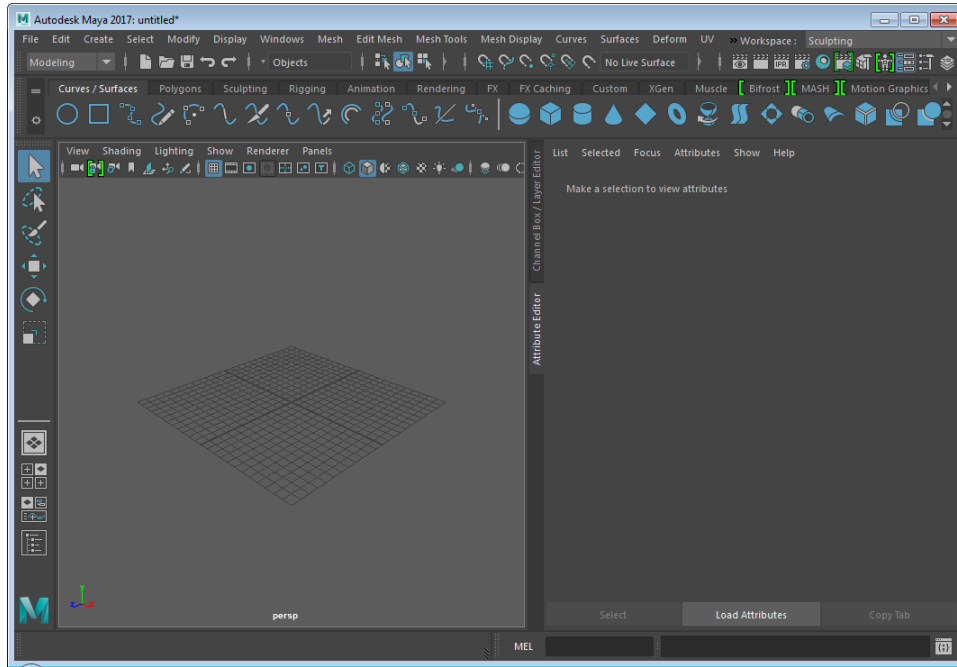 Autodesk Maya 2017: untitled*
File Edit Create Select Modify Display Windows Mesh Edit Mesh Mesh Tools Mesh Display Curves Surfaces Deform UV » Workspace : Sculpting
Modeling Objects No Live Surface IPR
Curves / Surfaces Polygons Sculpting Rigging Animation Rendering FX FX Caching Custom XGen Muscle Bifrost MASH Motion Graphics
View Shading Lighting Show Renderer Panels
List Selected Focus Attributes Show Help
Make a selection to view attributes
Channel Box / Layer Editor
Attribute Editor
y
z x
persp
Select Load Attributes Copy Tab
MEL